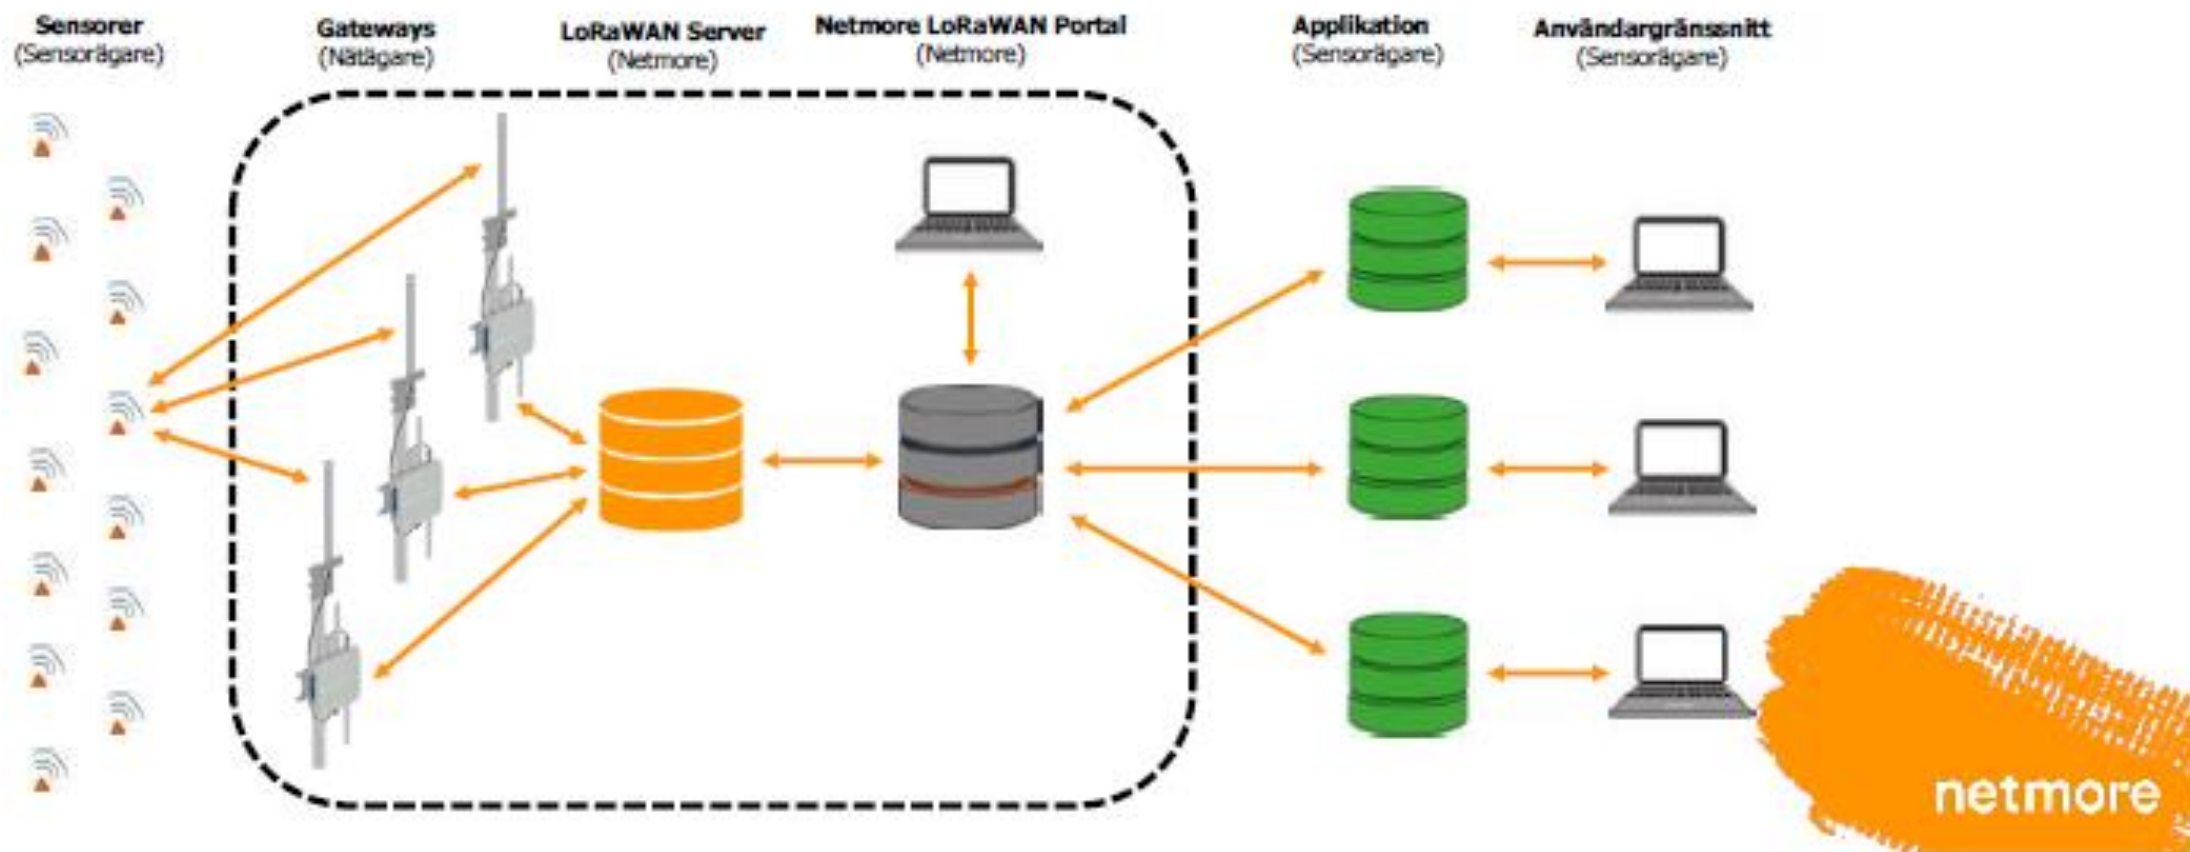 Sensorer
(Sensorägare)
Gateways
(Nätägare)
LoRaWAN Server
(Netmore)
Netmore LoRaWAN Portal
(Netmore)
Applikation
(Sensorägare)
Användargränssnitt
(Sensorägare)
netmore